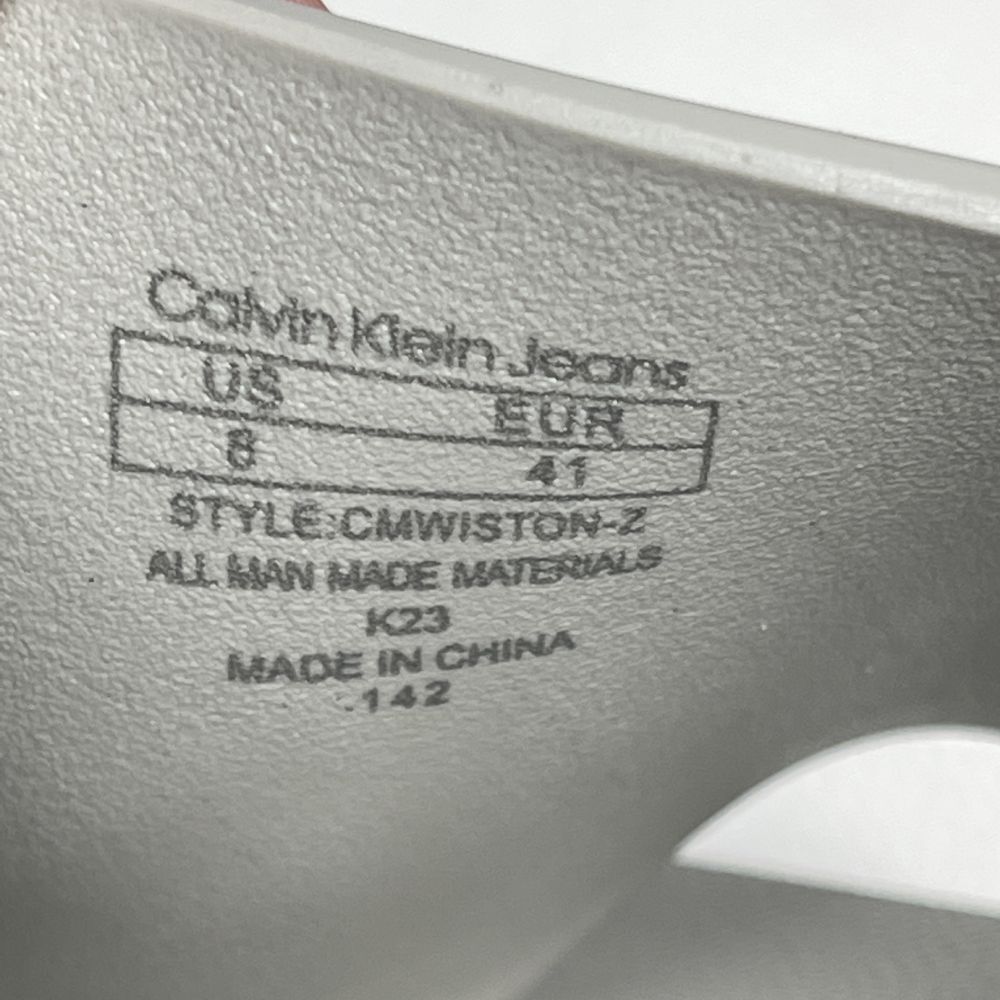 Calvin Klein Jeans
US EUR
8 41
STYLE:CMWISTON-Z
ALL MAN MADE MATERIALS
K23
MADE IN CHINA
.142